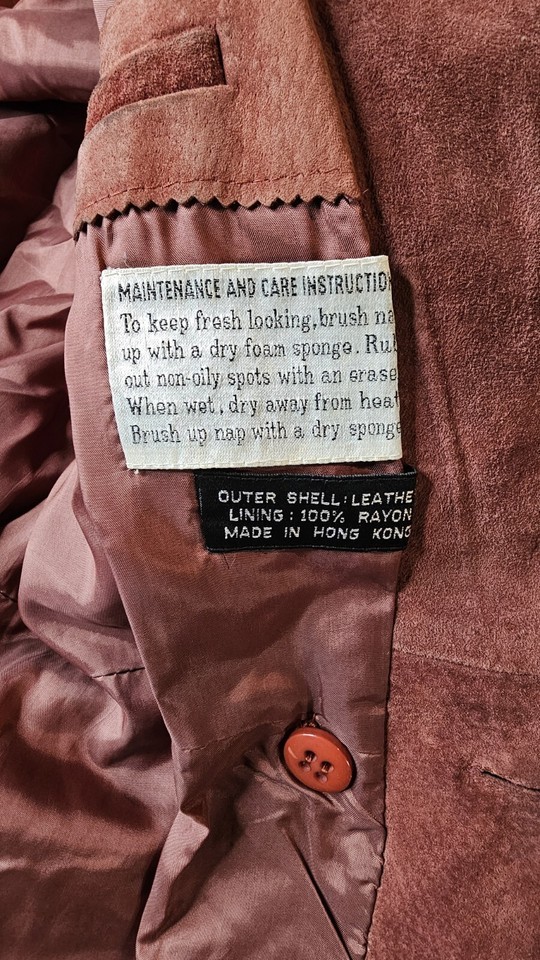 MAINTENANCE AND CARE INSTRUCTIO
To keep fresh looking, brush na
up with a dry foam sponge. Ru
out non-oily spots with an erase
When wet, dry away from heat
Brush up nap with a dry sponge
OUTER SHELL: LEATHE
LINING: 100% RAYON
MADE IN HONG KONG